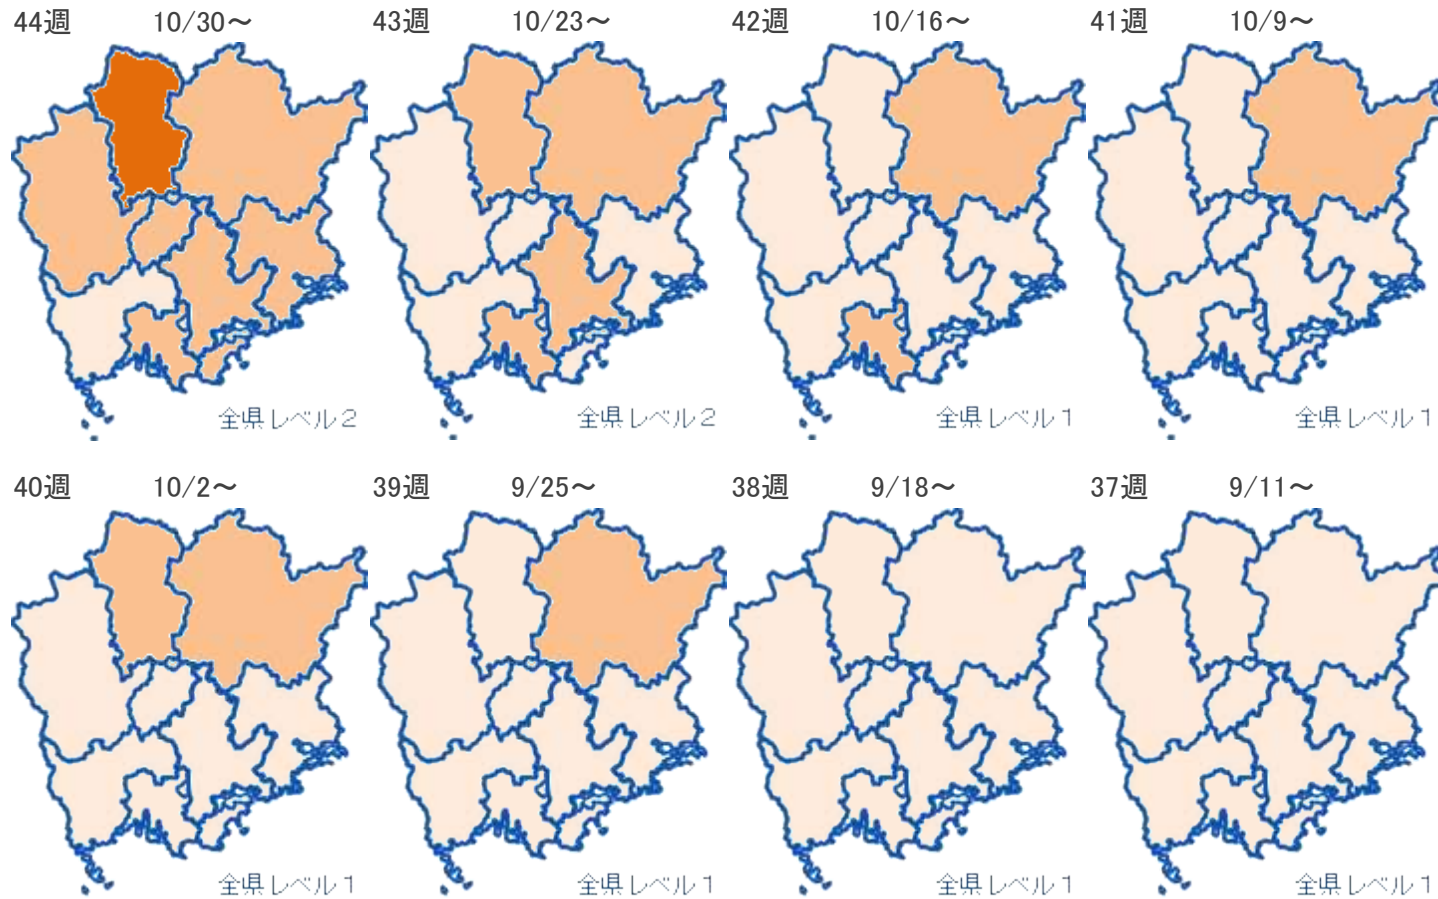 44週 10/30～ 43週 10/23～ 42週 10/16～ 41週 10/9～
全県レベル２ 全県レベル２ 全県レベル１ 全県レベル１
40週 10/2～ 39週 9/25～ 38週 9/18～ 37週 9/11～
全県レベル１ 全県レベル１ 全県レベル１ 全県レベル１